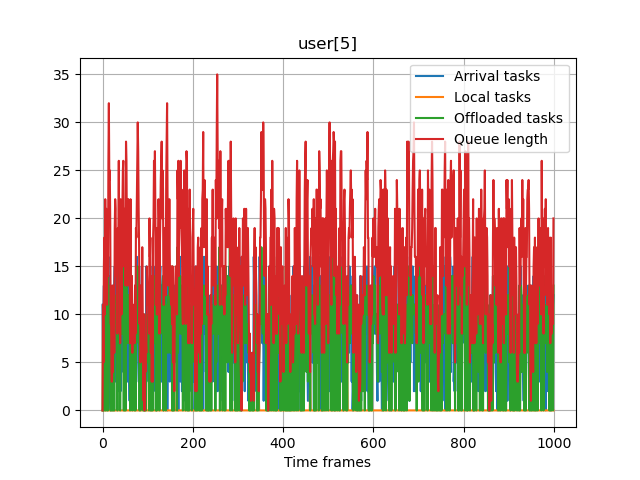 user[5]
Arrival tasks
Local tasks
Offloaded tasks
Queue length
35
30
25
20
15
10
5
0
0 200 400 600 800 1000
Time frames